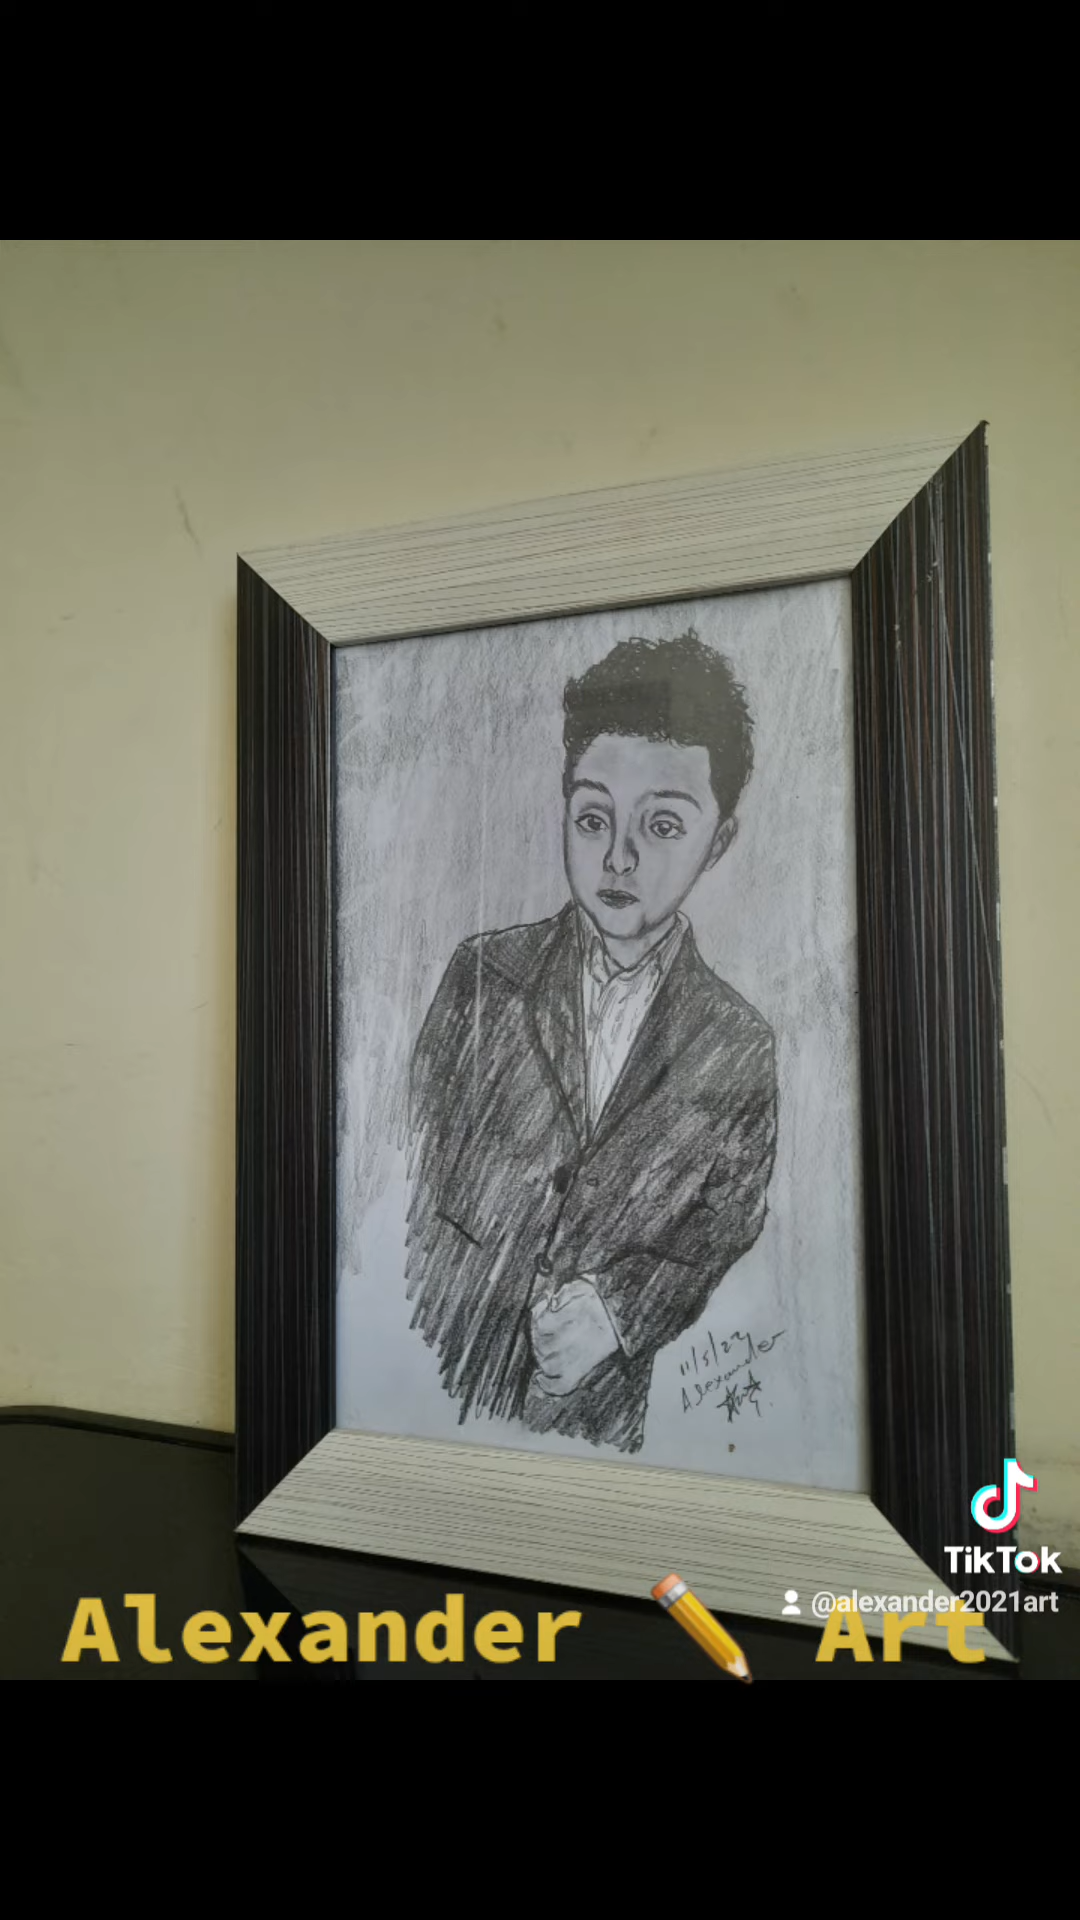 11/5/22
Alexander
Art
TikTok
@alexander2021art
Alexander ✏️ Art